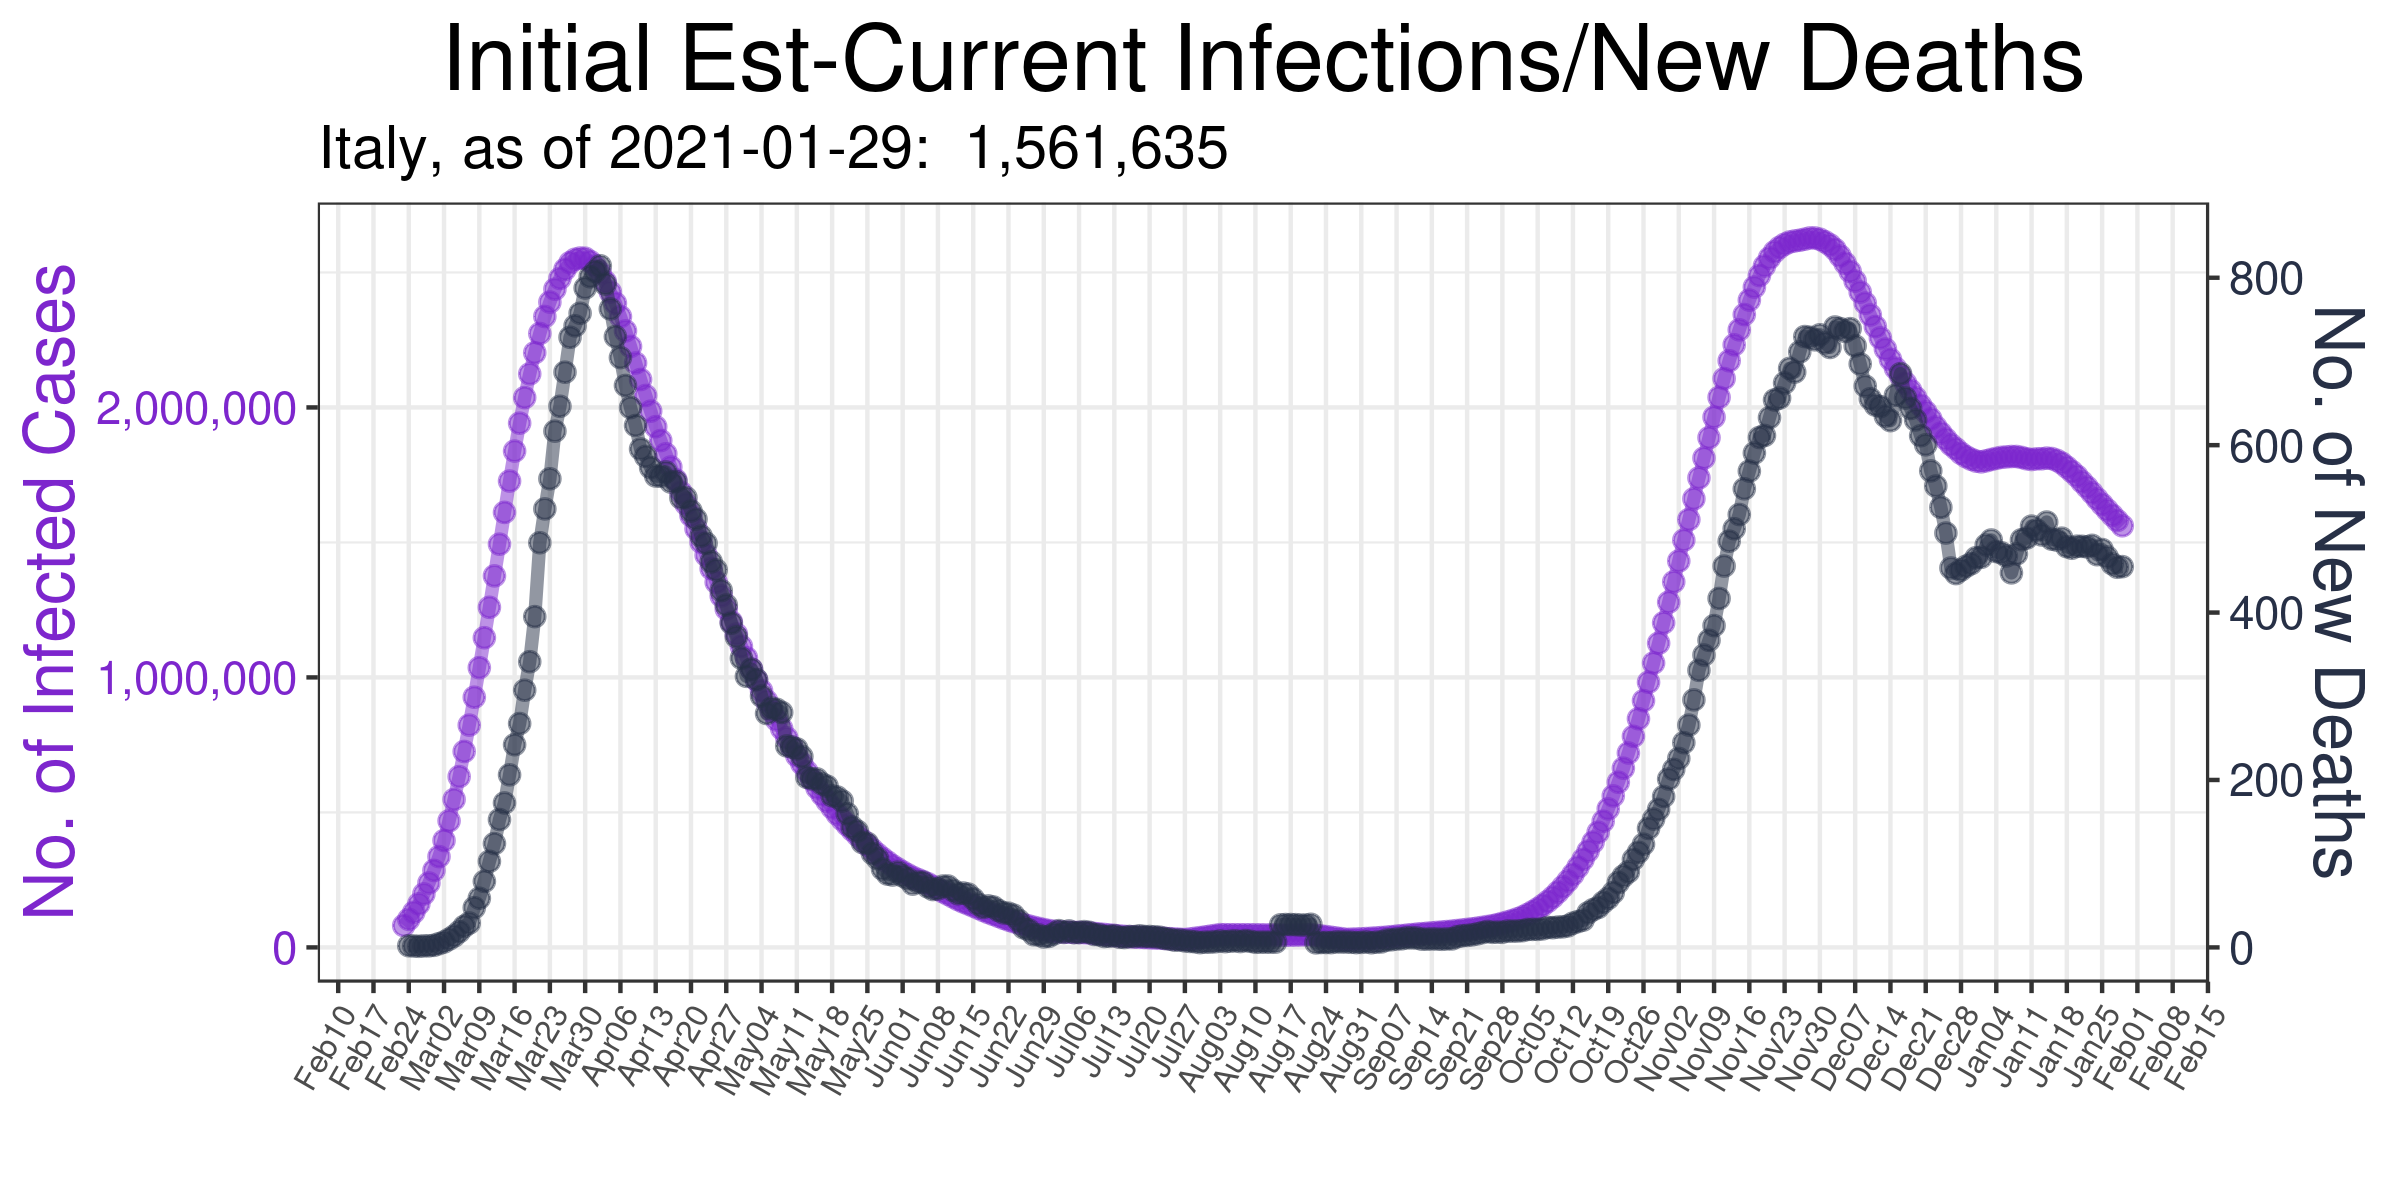 Initial Est-Current Infections/New Deaths
Italy, as of 2021-01-29:  1,561,635
No. of Infected Cases
2,000,000
1,000,000
0
800
600
400
200
0
No. of New Deaths
Feb10
Feb17
Feb24
Mar02
Mar09
Mar16
Mar23
Mar30
Apr06
Apr13
Apr20
Apr27
May04
May11
May18
May25
Jun01
Jun08
Jun15
Jun22
Jun29
Jul06
Jul13
Jul20
Jul27
Aug03
Aug10
Aug17
Aug24
Aug31
Sep07
Sep14
Sep21
Sep28
Oct05
Oct12
Oct19
Oct26
Nov02
Nov09
Nov16
Nov23
Nov30
Dec07
Dec14
Dec21
Dec28
Jan04
Jan11
Jan18
Jan25
Feb01
Feb08
Feb15